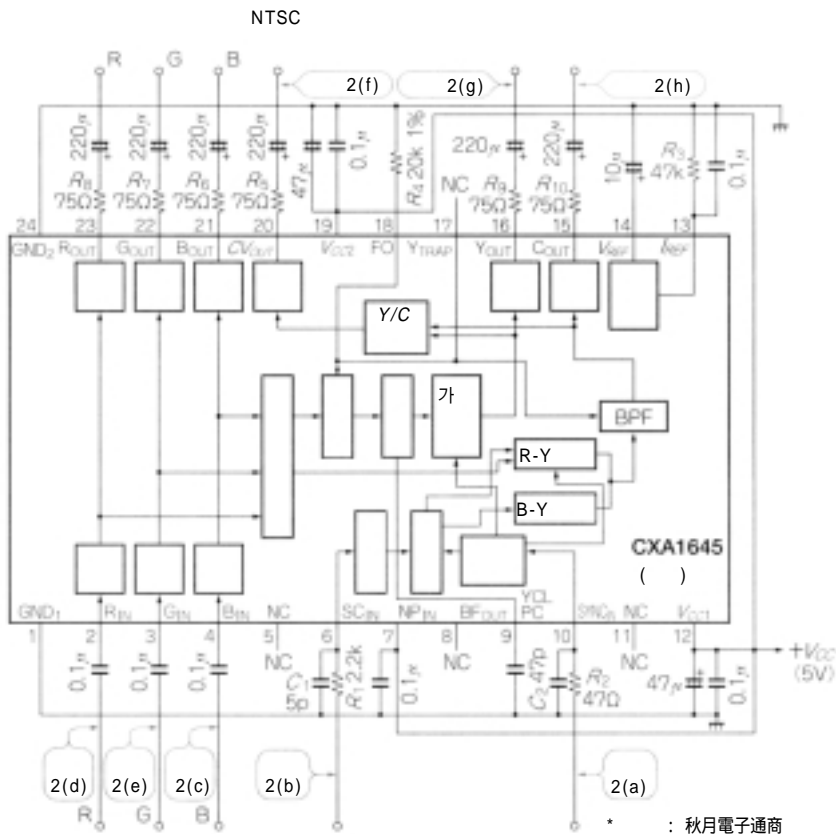 NTSC
R G B
2(f) 2(g) 2(h)
220μ 220μ 220μ 220μ 47μ 0.1μ R4 20k 1% 220μ 220μ 10μ R3 47k 0.1μ
NC
R8 75Ω R7 75Ω R6 75Ω R5 75Ω R9 75Ω R10 75Ω
24 23 22 21 20 19 18 17 16 15 14 13
GND2 ROUT GOUT BOUT CVOUT VCC2 FO YTRAP YOUT COUT VREF IREF
Y/C
가
BPF
R-Y
B-Y
CXA1645
( )
GND1 RIN GIN BIN NC SCIN NPIN BFOUT YCLPC SYNCIN NC VCC1
1 2 3 4 5 6 7 8 9 10 11 12
NC NC NC
+VCC
(5V)
0.1μ 0.1μ 0.1μ C1 5p R1 2.2k 0.1μ 47p C2 R2 47Ω 47μ 0.1μ
2(d) 2(e) 2(c) 2(b) 2(a)
R G B
* : 秋月電子通商